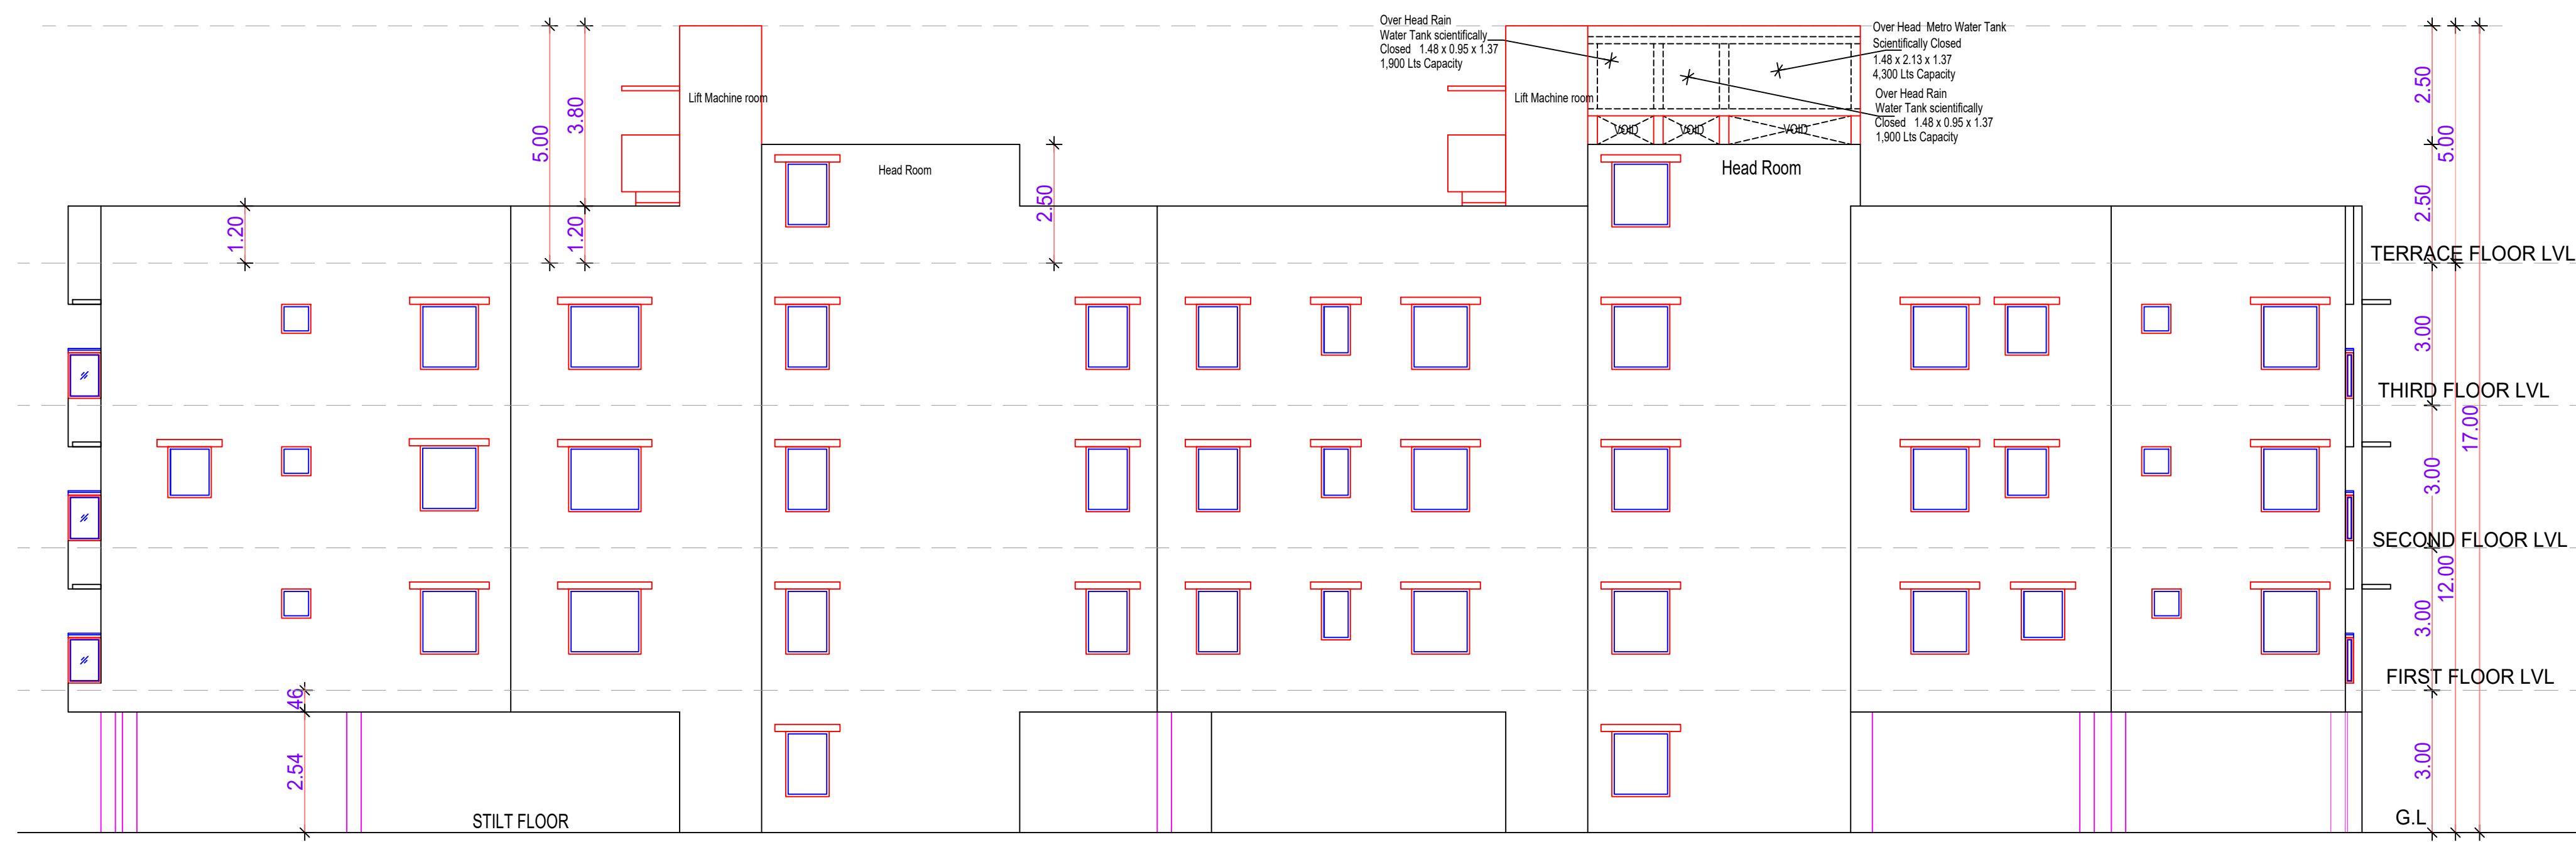 Over Head Rain
Water Tank scientifically
Closed 1.48 x 0.95 x 1.37
1,900 Lts Capacity
Over Head Metro Water Tank
Scientifically Closed
1.48 x 2.13 x 1.37
4,300 Lts Capacity
Over Head Rain
Water Tank scientifically
Closed 1.48 x 0.95 x 1.37
1,900 Lts Capacity
Lift Machine room
Lift Machine room
VOID
VOID
VOID
Head Room
Head Room
5.00
3.80
1.20
1.20
2.50
2.50
5.00
2.50
TERRACE FLOOR LVL
3.00
THIRD FLOOR LVL
17.00
3.00
SECOND FLOOR LVL
12.00
3.00
FIRST FLOOR LVL
46
2.54
3.00
STILT FLOOR
G.L